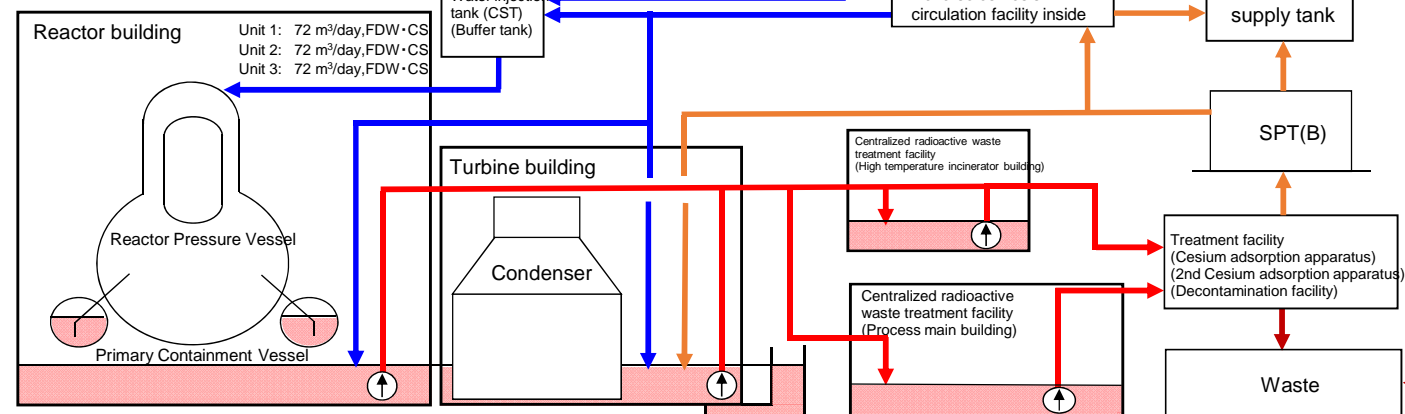 Reactor building
Unit 1: 72 m³/day,FDW・CS
Unit 2: 72 m³/day,FDW・CS
Unit 3: 72 m³/day,FDW・CS
Water injection
tank (CST)
(Buffer tank)
circulation facility inside
supply tank
SPT(B)
Turbine building
Centralized radioactive waste
treatment facility
(High temperature incinerator building)
Reactor Pressure Vessel
Condenser
Treatment facility
(Cesium adsorption apparatus)
(2nd Cesium adsorption apparatus)
(Decontamination facility)
Centralized radioactive
waste treatment facility
(Process main building)
Primary Containment Vessel
Waste